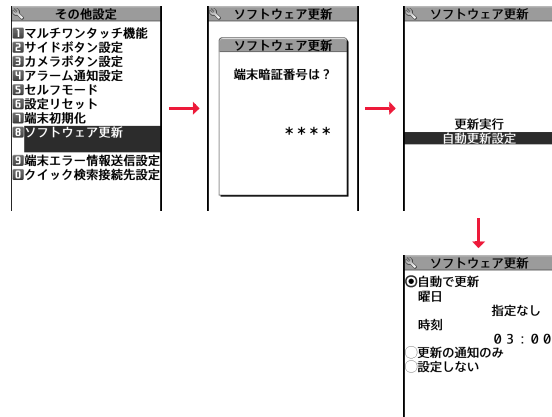 その他設定
1マルチワンタッチ機能
2サイドボタン設定
3カメラボタン設定
4アラーム通知設定
5セルフモード
6設定リセット
7端末初期化
8ソフトウェア更新
9端末エラー情報送信設定
0クイック検索接続先設定
ソフトウェア更新
ソフトウェア更新
端末暗証番号は?
****
ソフトウェア更新
更新実行
自動更新設定
ソフトウェア更新
自動で更新
曜日
指定なし
時刻
03:00
更新の通知のみ
設定しない